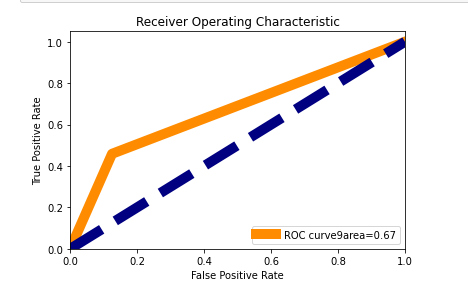 Receiver Operating Characteristic
1.0
0.8
0.6
0.4
0.2
0.0
True Positive Rate
ROC curve9area=0.67
0.0 0.2 0.4 0.6 0.8 1.0
False Positive Rate